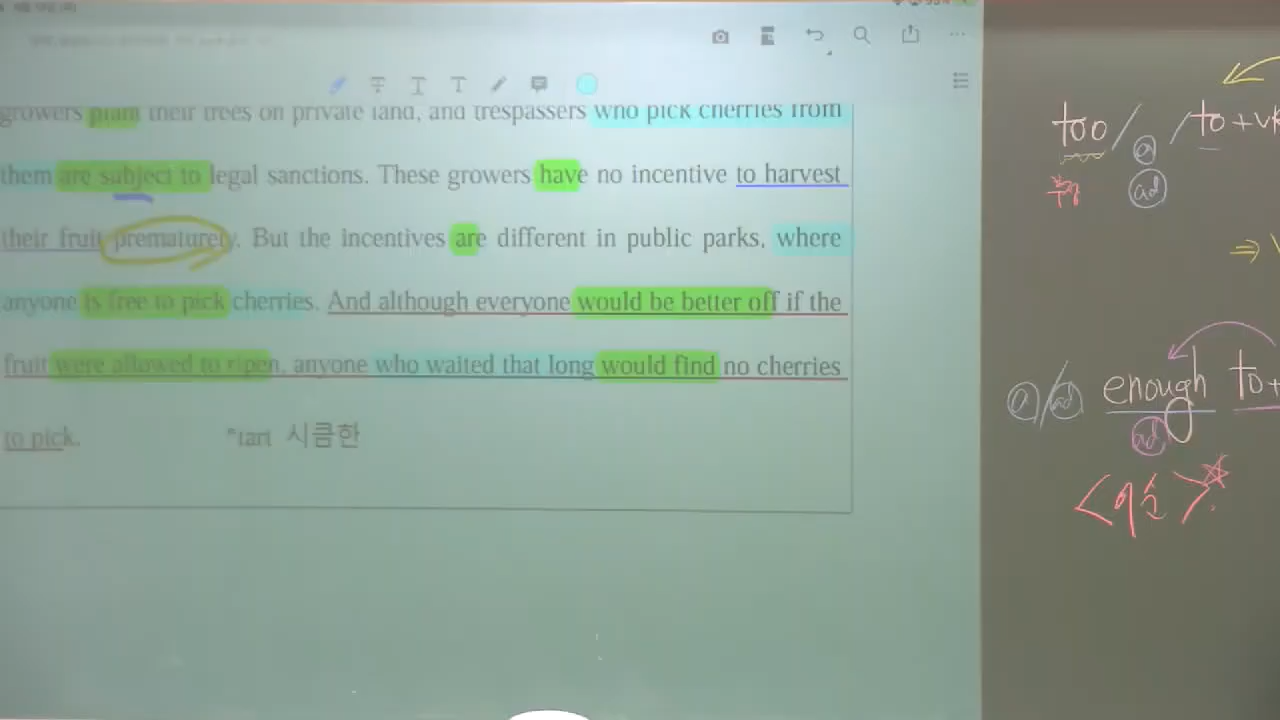 growers plant their trees on private land, and trespassers who pick cherries from
them are subject to legal sanctions. These growers have no incentive to harvest
their fruit prematurely. But the incentives are different in public parks, where
anyone is free to pick cherries. And although everyone would be better off if the
fruit were allowed to ripen, anyone who waited that long would find no cherries
to pick. *tart 시큼한
too / a / to +
ad
a / ad enough to+
ad
<어순>